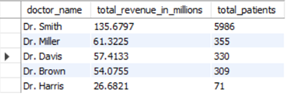 doctor_name total_revenue_in_millions total_patients
Dr. Smith 135.6797 5986
Dr. Miller 61.3225 355
Dr. Davis 57.4133 330
Dr. Brown 54.0755 309
Dr. Harris 26.6821 71